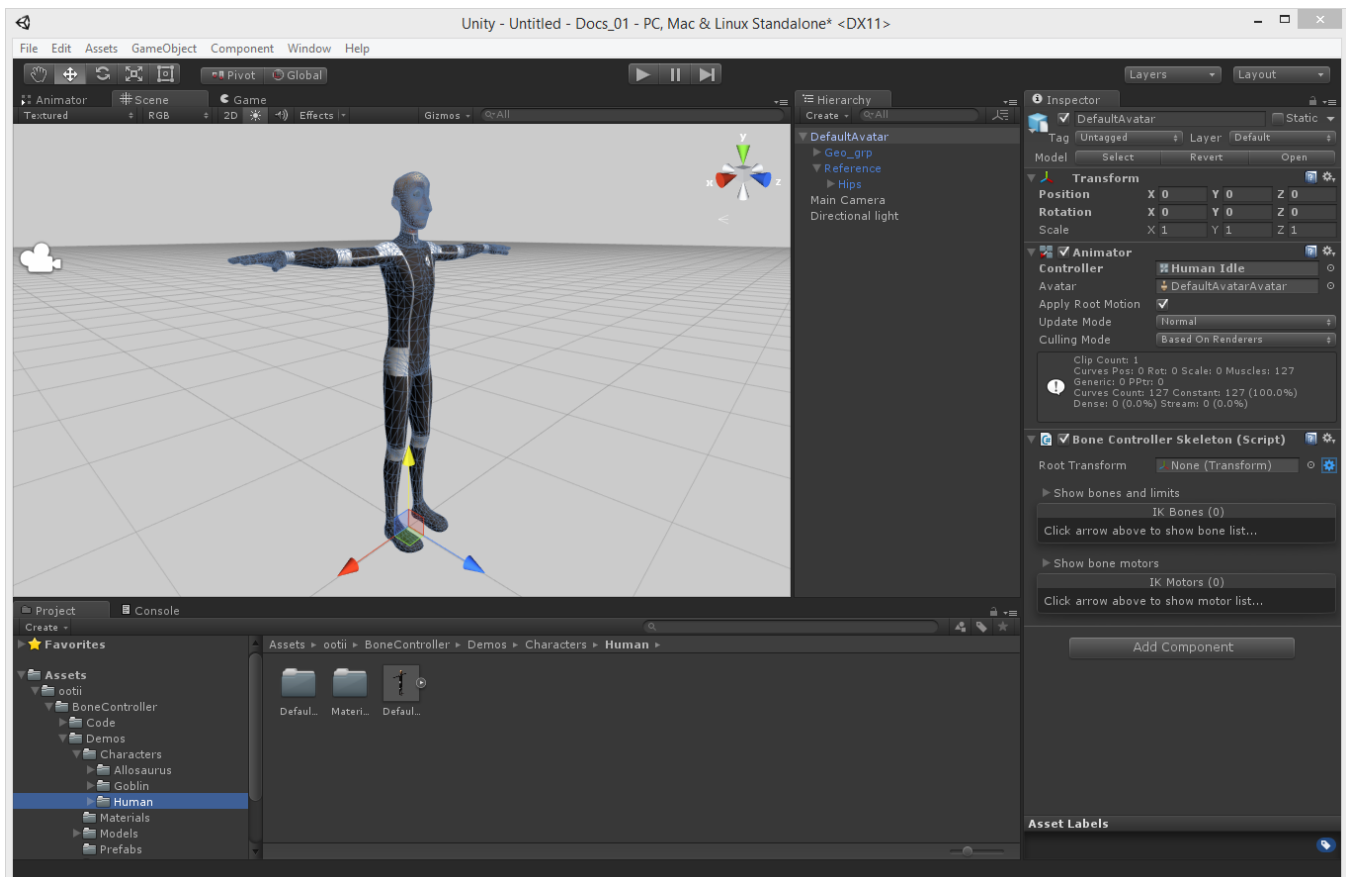 Unity - Untitled - Docs_01 - PC, Mac & Linux Standalone* <DX11>
File Edit Assets GameObject Component Window Help
Pivot Global Layers Layout
Animator Scene Game
Textured RGB 2D Effects Gizmos All
y
x z
Hierarchy
Create All
DefaultAvatar
Geo_grp
Reference
Hips
Main Camera
Directional light
Inspector
DefaultAvatar Static
Tag Untagged Layer Default
Model Select Revert Open
Transform
Position X 0 Y 0 Z 0
Rotation X 0 Y 0 Z 0
Scale X 1 Y 1 Z 1
Animator
Controller Human Idle
Avatar DefaultAvatarAvatar
Apply Root Motion
Update Mode Normal
Culling Mode Based On Renderers
Clip Count: 1
Curves Pos: 0 Rot: 0 Scale: 0 Muscles: 127
Generic: 0 PPtr: 0
Curves Count: 127 Constant: 127 (100.0%)
Dense: 0 (0.0%) Stream: 0 (0.0%)
Bone Controller Skeleton (Script)
Root Transform None (Transform)
Show bones and limits
IK Bones (0)
Click arrow above to show bone list...
Show bone motors
IK Motors (0)
Click arrow above to show motor list...
Add Component
Asset Labels
Project Console
Create
Favorites
Assets
ootii
BoneController
Code
Demos
Characters
Allosaurus
Goblin
Human
Materials
Models
Prefabs
Assets ootii BoneController Demos Characters Human
Defaul... Materi... Defaul...